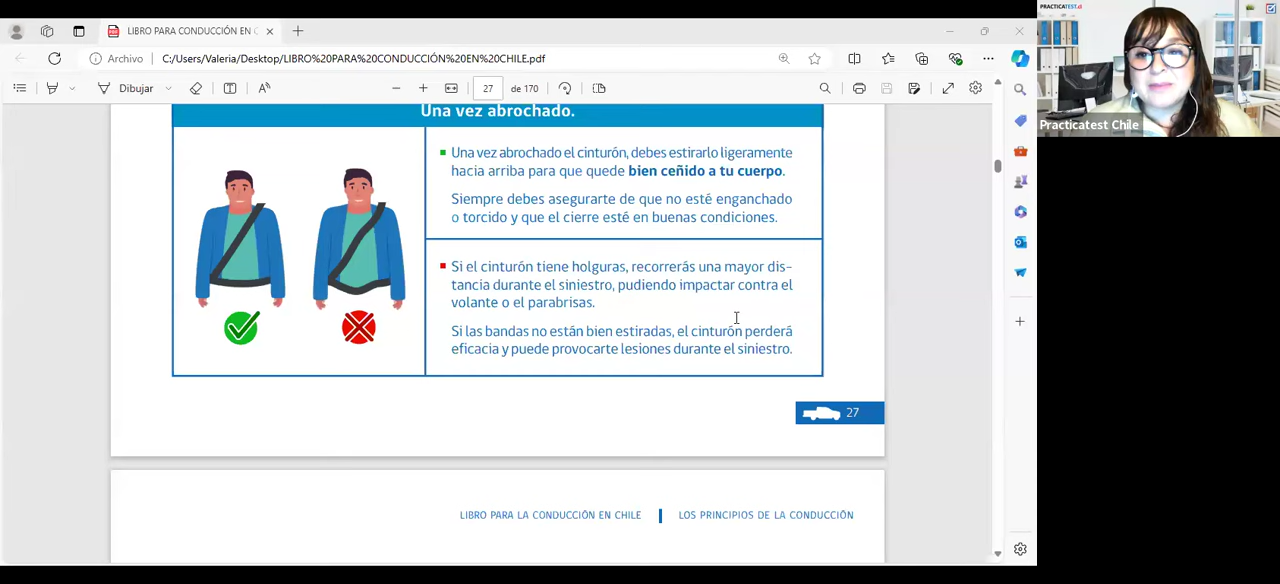 LIBRO PARA CONDUCCIÓN EN C
Archivo
C:/Users/Valeria/Desktop/LIBRO%20PARA%20CONDUCCIÓN%20EN%20CHILE.pdf
Dibujar
27
de 170
Una vez abrochado.
Una vez abrochado el cinturón, debes estirarlo ligeramente
hacia arriba para que quede bien ceñido a tu cuerpo.
Siempre debes asegurarte de que no esté enganchado
o torcido y que el cierre esté en buenas condiciones.
Si el cinturón tiene holguras, recorrerás una mayor dis-
tancia durante el siniestro, pudiendo impactar contra el
volante o el parabrisas.
Si las bandas no están bien estiradas, el cinturón perderá
eficacia y puede provocarte lesiones durante el siniestro.
27
LIBRO PARA LA CONDUCCIÓN EN CHILE
LOS PRINCIPIOS DE LA CONDUCCIÓN
PRACTICATEST.cl
Practicatest Chile